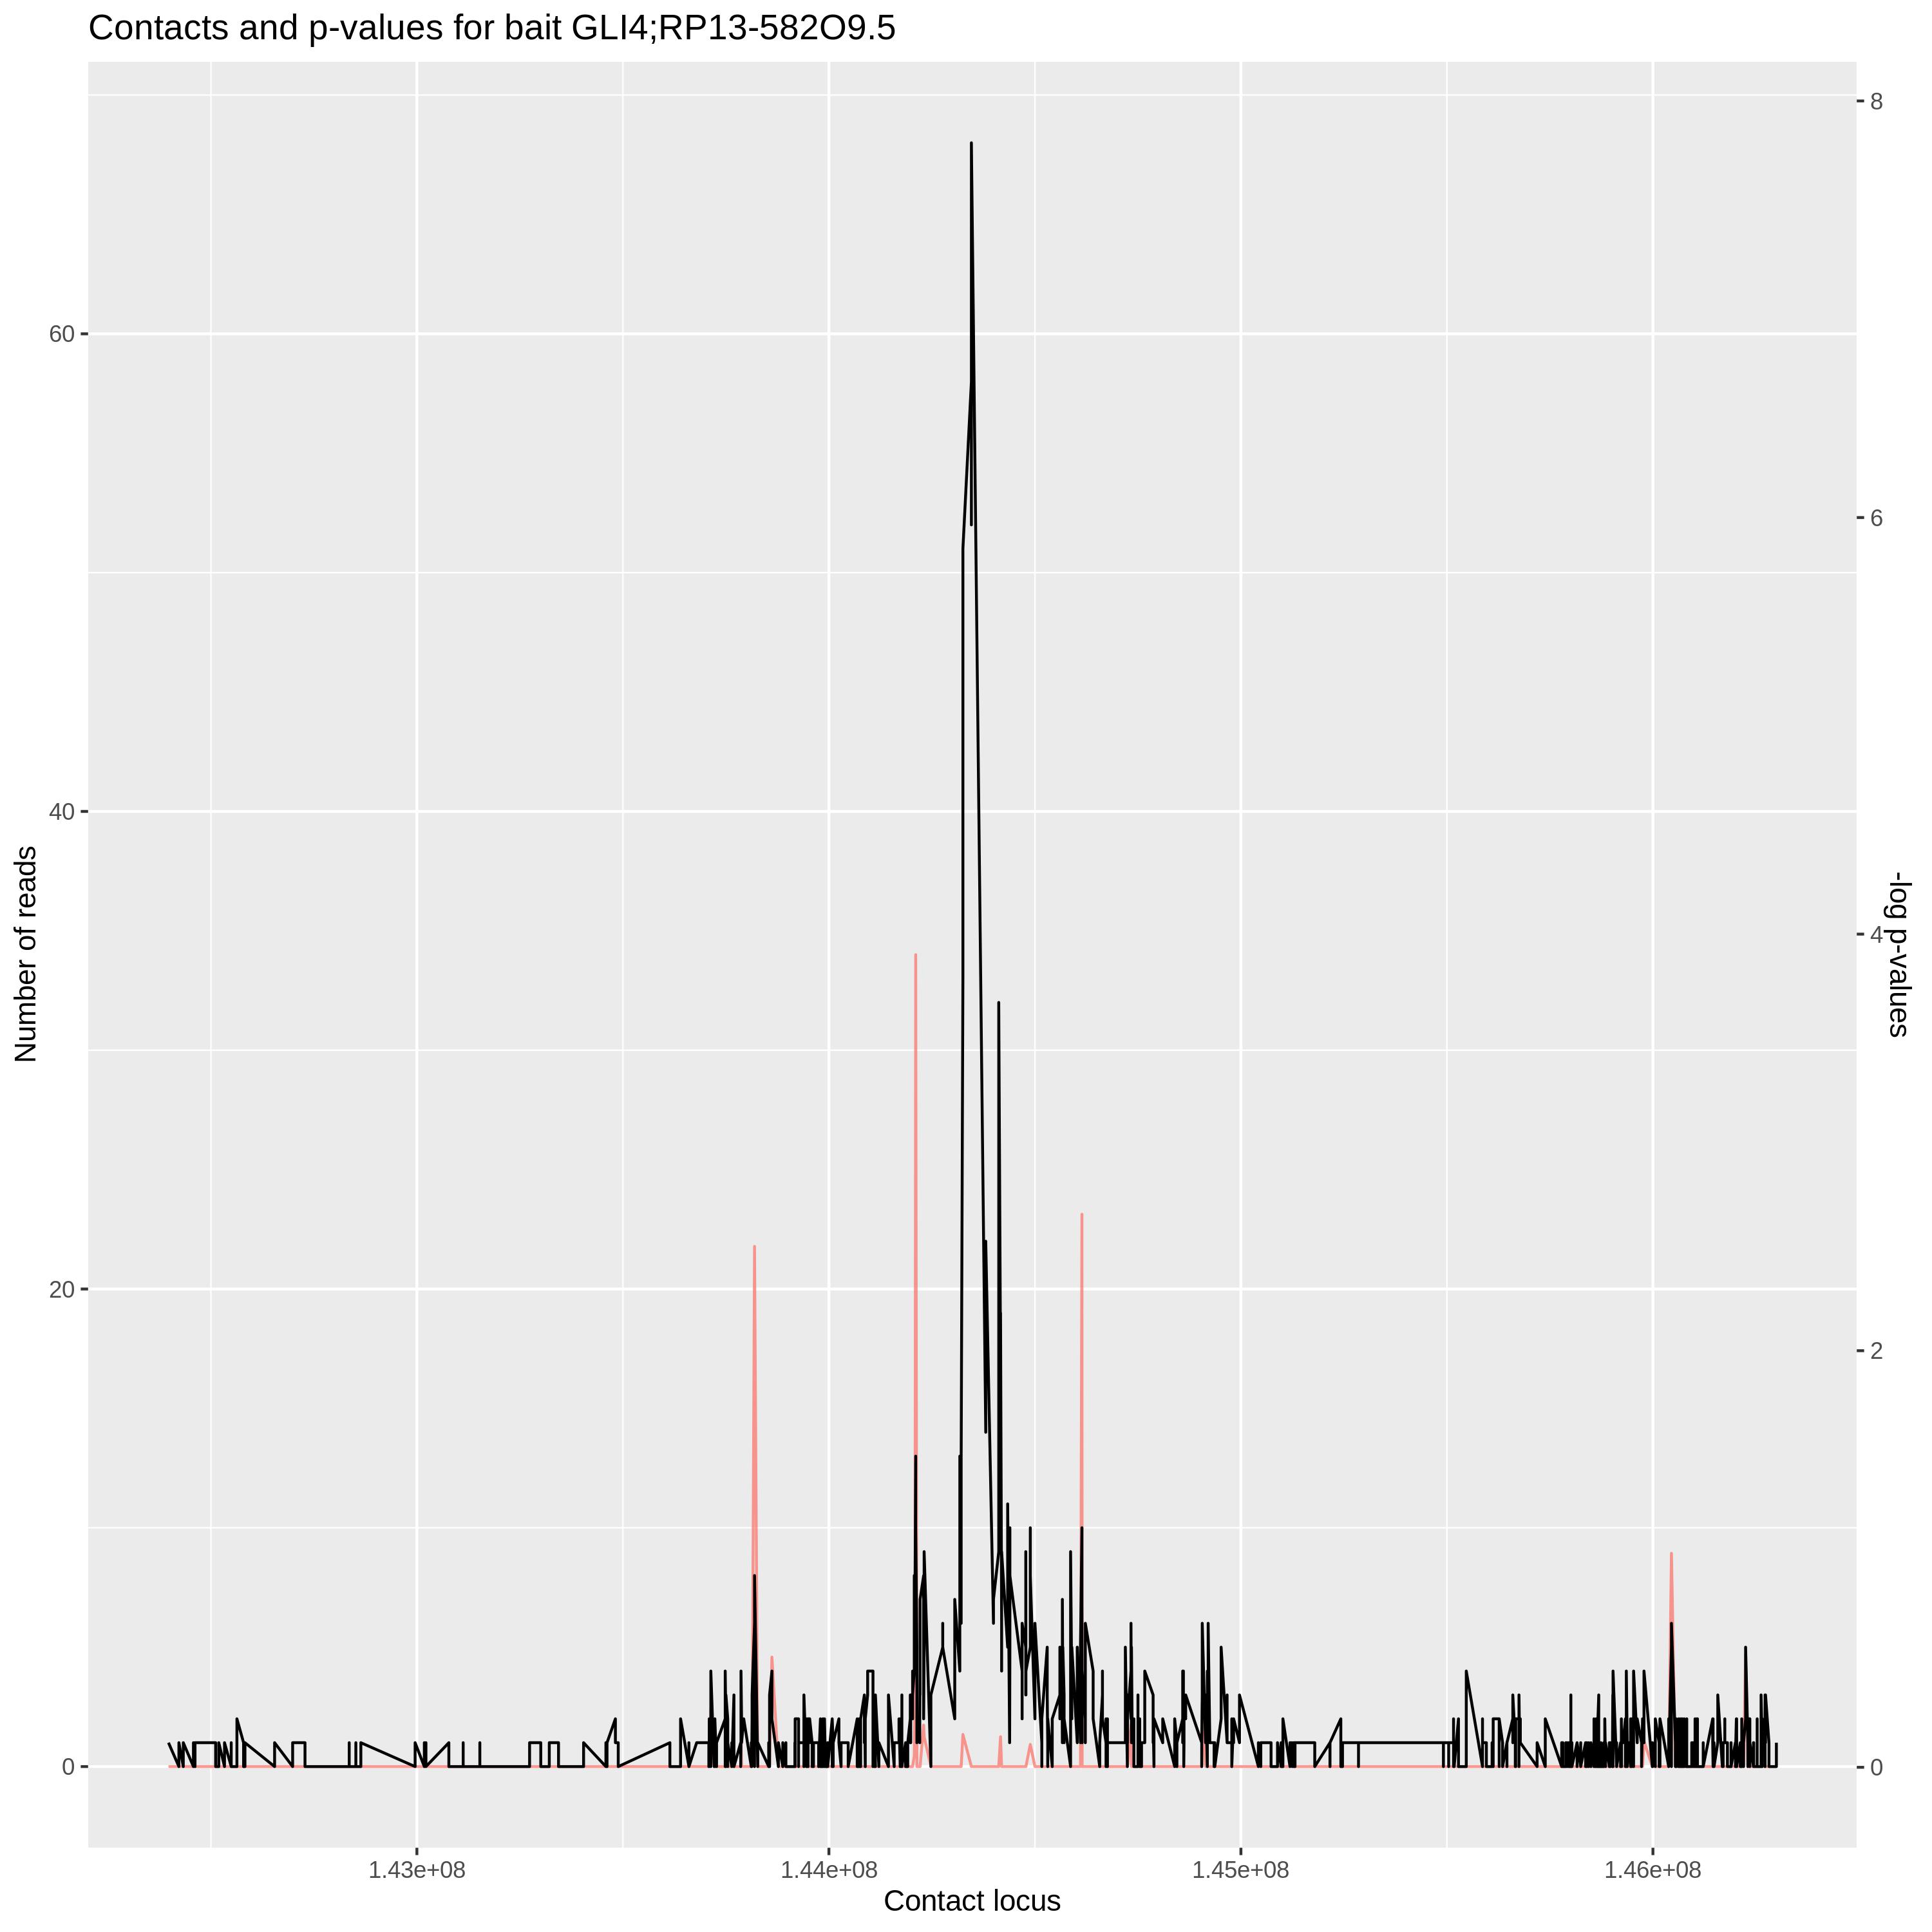 Contacts and p-values for bait GLI4;RP13-582O9.5
Number of reads
60
40
20
0
8
6
4
2
0
-log p-values
1.43e+08 1.44e+08 1.45e+08 1.46e+08
Contact locus